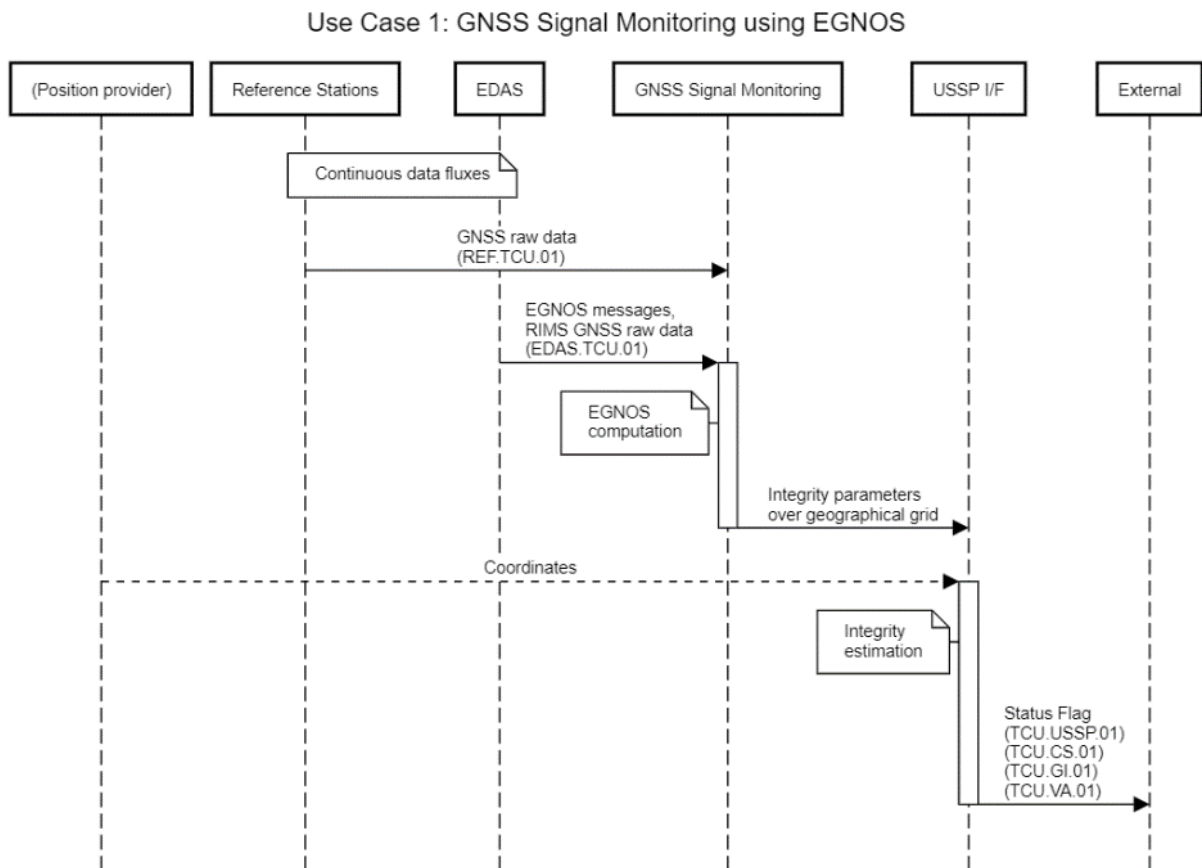 Use Case 1: GNSS Signal Monitoring using EGNOS
(Position provider)
Reference Stations
EDAS
GNSS Signal Monitoring
USSP I/F
External
Continuous data fluxes
GNSS raw data
(REF.TCU.01)
EGNOS messages,
RIMS GNSS raw data
(EDAS.TCU.01)
EGNOS
computation
Integrity parameters
over geographical grid
Coordinates
Integrity
estimation
Status Flag
(TCU.USSP.01)
(TCU.CS.01)
(TCU.GI.01)
(TCU.VA.01)